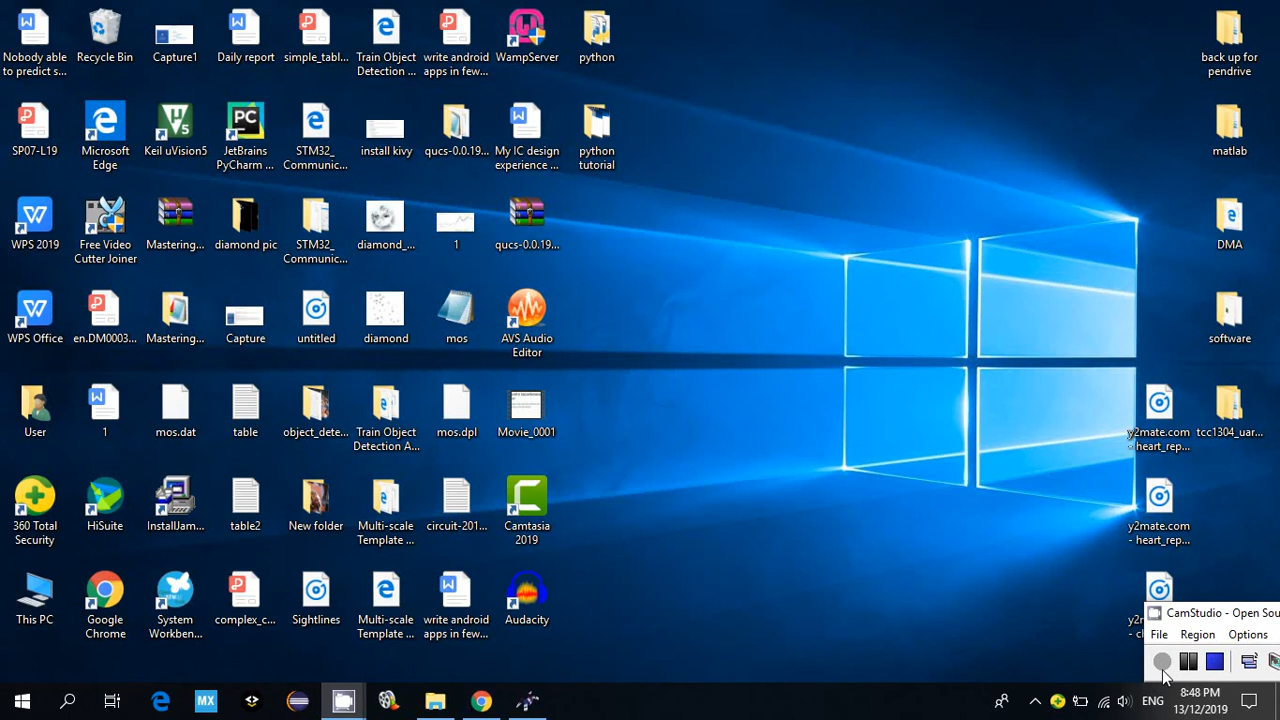 Nobody able
to predict s...
Recycle Bin
Capture1
Daily report
simple_tabl...
Train Object
Detection ...
write android
apps in few...
WampServer
python
back up for
pendrive
SP07-L19
Microsoft
Edge
Keil uVision5
JetBrains
PyCharm ...
STM32_
Communic...
install kivy
qucs-0.0.19...
My IC design
experience ...
python
tutorial
matlab
WPS 2019
Free Video
Cutter Joiner
Mastering...
diamond pic
STM32_
Communic...
diamond_...
1
qucs-0.0.19...
DMA
WPS Office
en.DM0003...
Mastering...
Capture
untitled
diamond
mos
AVS Audio
Editor
software
User
1
mos.dat
table
object_dete...
Train Object
Detection A...
mos.dpl
Movie_0001
y2mate.com
- heart_rep...
tcc1304_uar...
360 Total
Security
HiSuite
InstallJam...
table2
New folder
Multi-scale
Template ...
circuit-201...
Camtasia
2019
y2mate.com
- heart_rep...
This PC
Google
Chrome
System
Workben...
complex_c...
Sightlines
Multi-scale
Template ...
write android
apps in few...
Audacity
CamStudio - Open Sou
File Region Options
MX
ENG
8:48 PM
13/12/2019